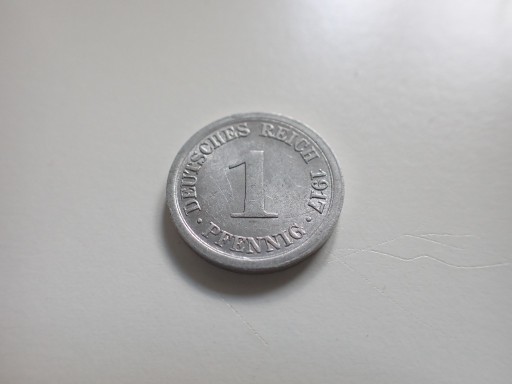 DEUTSCHES REICH 1917
1
· PFENNIG ·